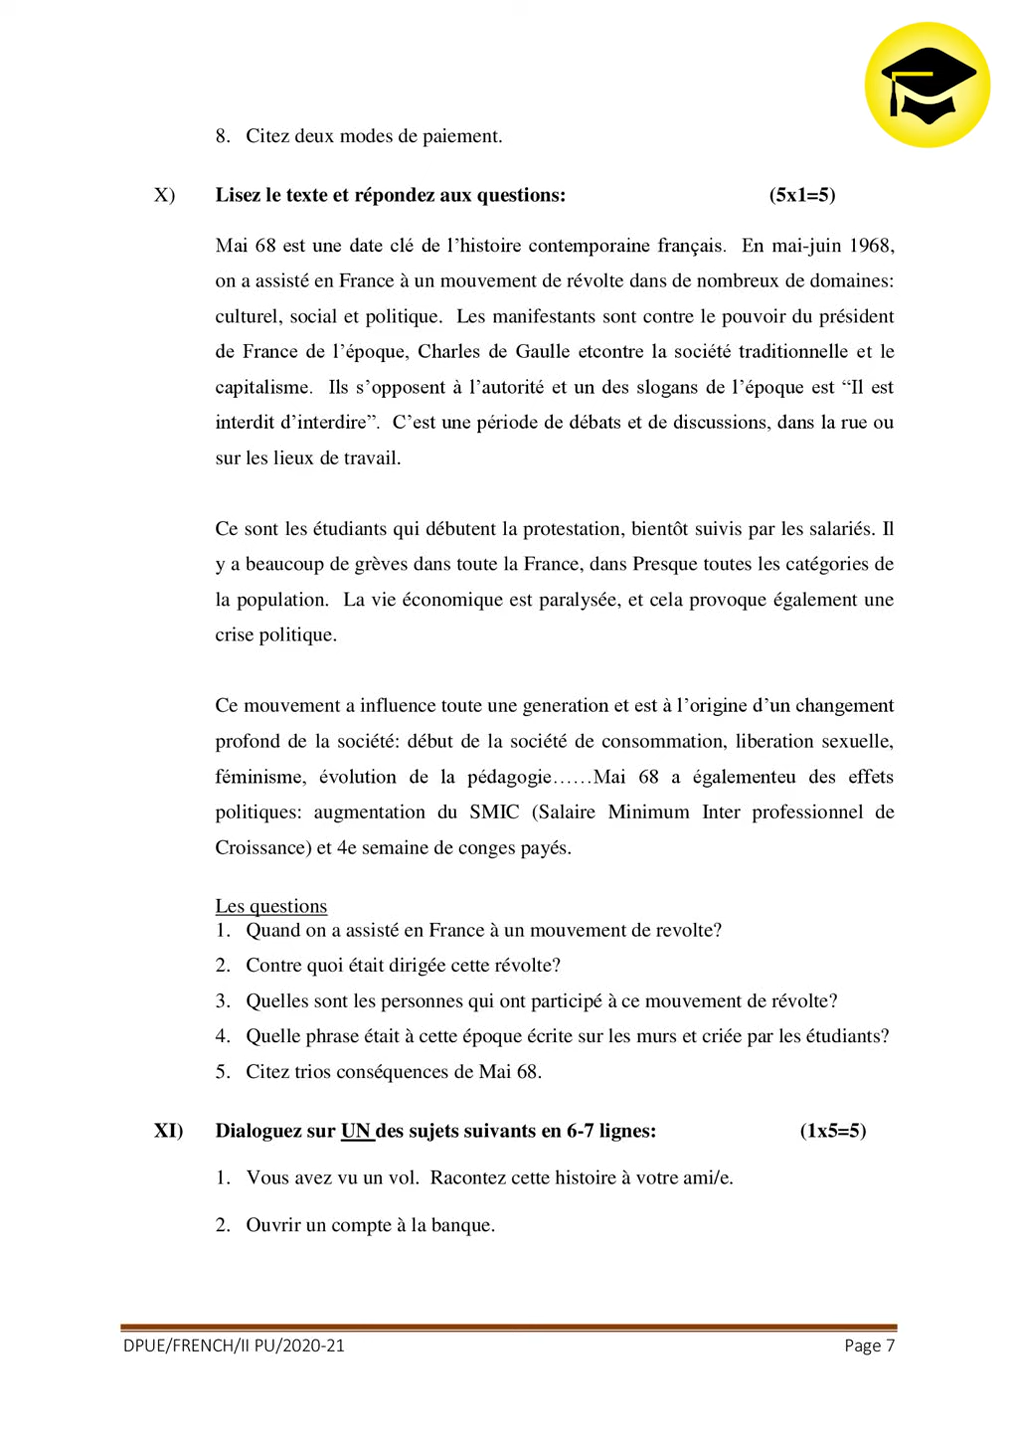 8. Citez deux modes de paiement.
X) Lisez le texte et répondez aux questions: (5x1=5)
Mai 68 est une date clé de l’histoire contemporaine français. En mai-juin 1968,
on a assisté en France à un mouvement de révolte dans de nombreux de domaines:
culturel, social et politique. Les manifestants sont contre le pouvoir du président
de France de l’époque, Charles de Gaulle etcontre la société traditionnelle et le
capitalisme. Ils s’opposent à l’autorité et un des slogans de l’époque est “Il est
interdit d’interdire”. C’est une période de débats et de discussions, dans la rue ou
sur les lieux de travail.
Ce sont les étudiants qui débutent la protestation, bientôt suivis par les salariés. Il
y a beaucoup de grèves dans toute la France, dans Presque toutes les catégories de
la population. La vie économique est paralysée, et cela provoque également une
crise politique.
Ce mouvement a influence toute une generation et est à l’origine d’un changement
profond de la société: début de la société de consommation, liberation sexuelle,
féminisme, évolution de la pédagogie……Mai 68 a égalementeu des effets
politiques: augmentation du SMIC (Salaire Minimum Inter professionnel de
Croissance) et 4e semaine de conges payés.
Les questions
1. Quand on a assisté en France à un mouvement de revolte?
2. Contre quoi était dirigée cette révolte?
3. Quelles sont les personnes qui ont participé à ce mouvement de révolte?
4. Quelle phrase était à cette époque écrite sur les murs et criée par les étudiants?
5. Citez trios conséquences de Mai 68.
XI) Dialoguez sur UN des sujets suivants en 6-7 lignes: (1x5=5)
1. Vous avez vu un vol. Racontez cette histoire à votre ami/e.
2. Ouvrir un compte à la banque.
DPUE/FRENCH/II PU/2020-21 Page 7